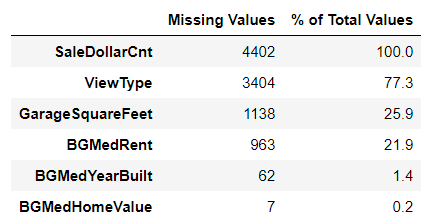 Missing Values % of Total Values
SaleDollarCnt 4402 100.0
ViewType 3404 77.3
GarageSquareFeet 1138 25.9
BGMedRent 963 21.9
BGMedYearBuilt 62 1.4
BGMedHomeValue 7 0.2